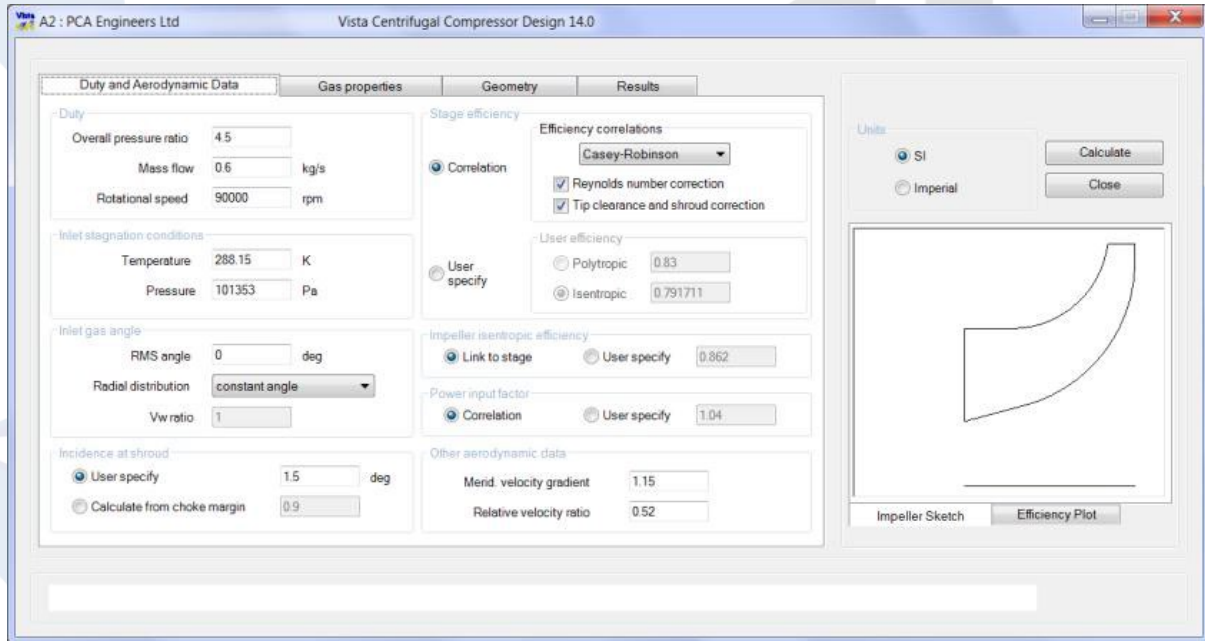 Vista A2 : PCA Engineers Ltd Vista Centrifugal Compressor Design 14.0
Duty and Aerodynamic Data Gas properties Geometry Results
Duty
Overall pressure ratio 4.5
Mass flow 0.6 kg/s
Rotational speed 90000 rpm
Inlet stagnation conditions
Temperature 288.15 K
Pressure 101353 Pa
Inlet gas angle
RMS angle 0 deg
Radial distribution constant angle
Vw ratio 1
Incidence at shroud
User specify 1.5 deg
Calculate from choke margin 0.9
Stage efficiency
Correlation
Efficiency correlations
Casey-Robinson
Reynolds number correction
Tip clearance and shroud correction
User specify
User efficiency
Polytropic 0.83
Isentropic 0.791711
Impeller isentropic efficiency
Link to stage User specify 0.862
Power input factor
Correlation User specify 1.04
Other aerodynamic data
Merid. velocity gradient 1.15
Relative velocity ratio 0.52
Units
SI
Imperial
Calculate
Close
Impeller Sketch Efficiency Plot